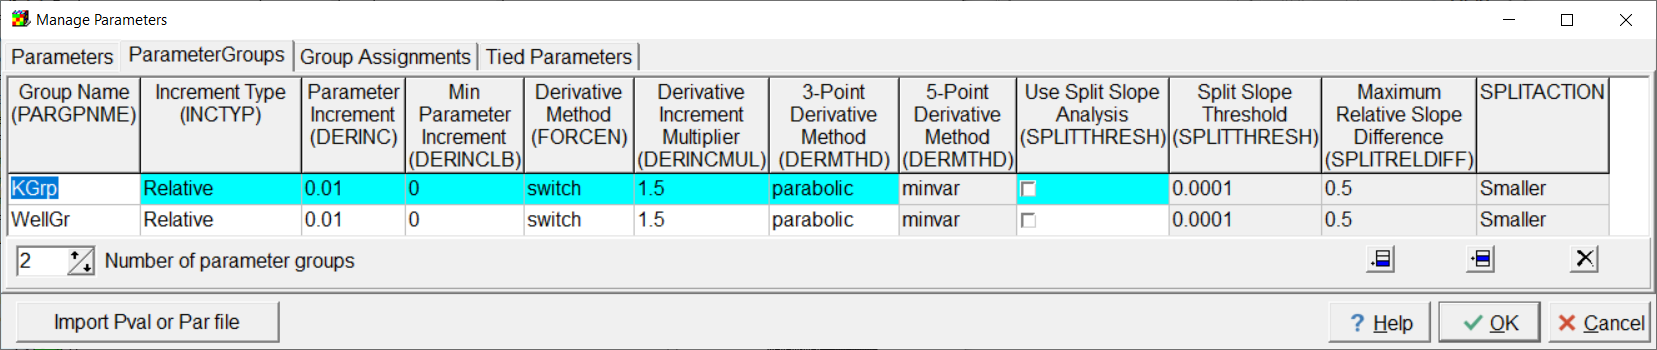 Manage Parameters
Parameters ParameterGroups Group Assignments Tied Parameters
Group Name Increment Type Parameter Min Derivative Derivative 3-Point 5-Point Use Split Slope Split Slope Maximum SPLITACTION
(PARGPNME) (INCTYP) Increment Parameter Method Increment Derivative Derivative Analysis Threshold Relative Slope
(DERINC) Increment (FORCEN) Multiplier Method Method (SPLITTHRESH) (SPLITTHRESH) Difference
(DERINCLB) (DERINCMUL) (DERMTHD) (DERMTHD) (SPLITRELDIFF)
KGrp Relative 0.01 0 switch 1.5 parabolic minvar 0.0001 0.5 Smaller
WellGr Relative 0.01 0 switch 1.5 parabolic minvar 0.0001 0.5 Smaller
2 Number of parameter groups
Import Pval or Par file ? Help OK Cancel